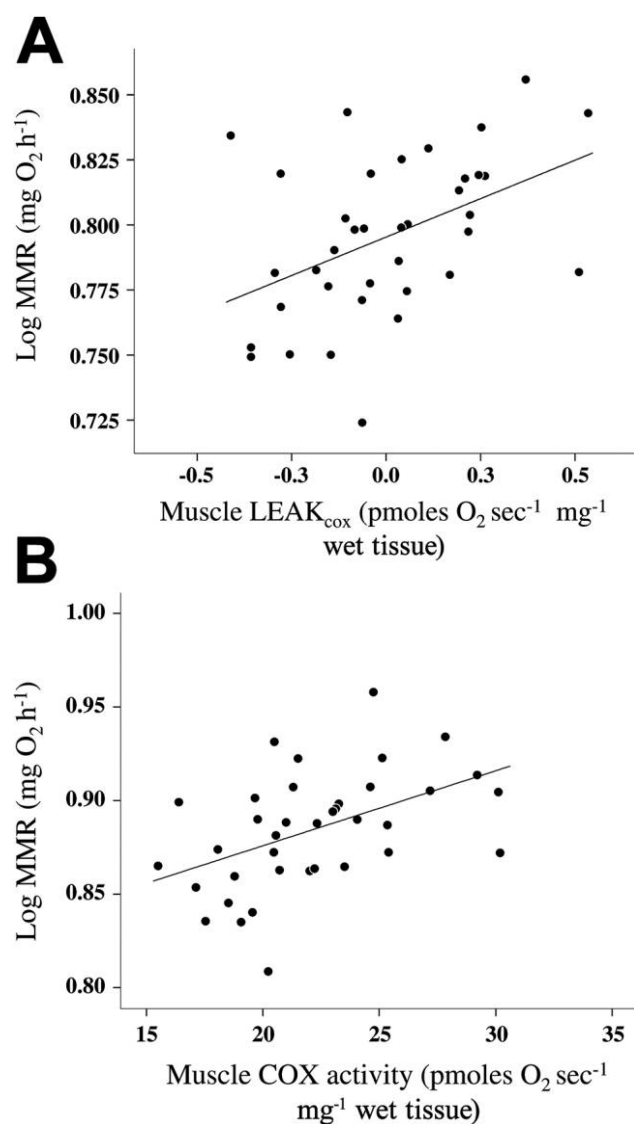 A
Log MMR (mg O₂ h⁻¹)
0.850
0.825
0.800
0.775
0.750
0.725
-0.5 -0.3 0.0 0.3 0.5
Muscle LEAKcox (pmoles O₂ sec⁻¹ mg⁻¹
wet tissue)
B
Log MMR (mg O₂ h⁻¹)
1.00
0.95
0.90
0.85
0.80
15 20 25 30 35
Muscle COX activity (pmoles O₂ sec⁻¹
mg⁻¹ wet tissue)